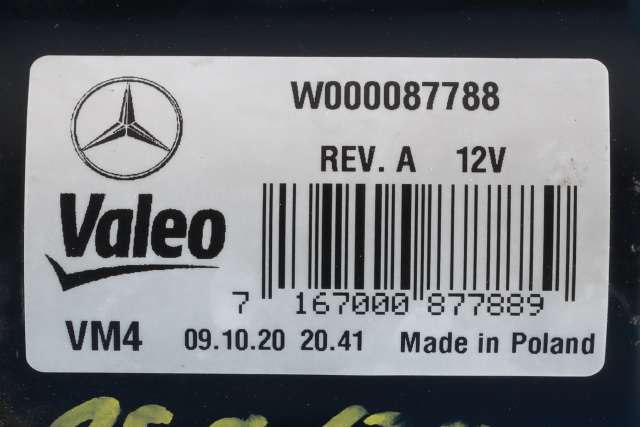 W000087788
REV. A 12V
Valeo
7 167000 877889
VM4 09.10.20 20.41 Made in Poland